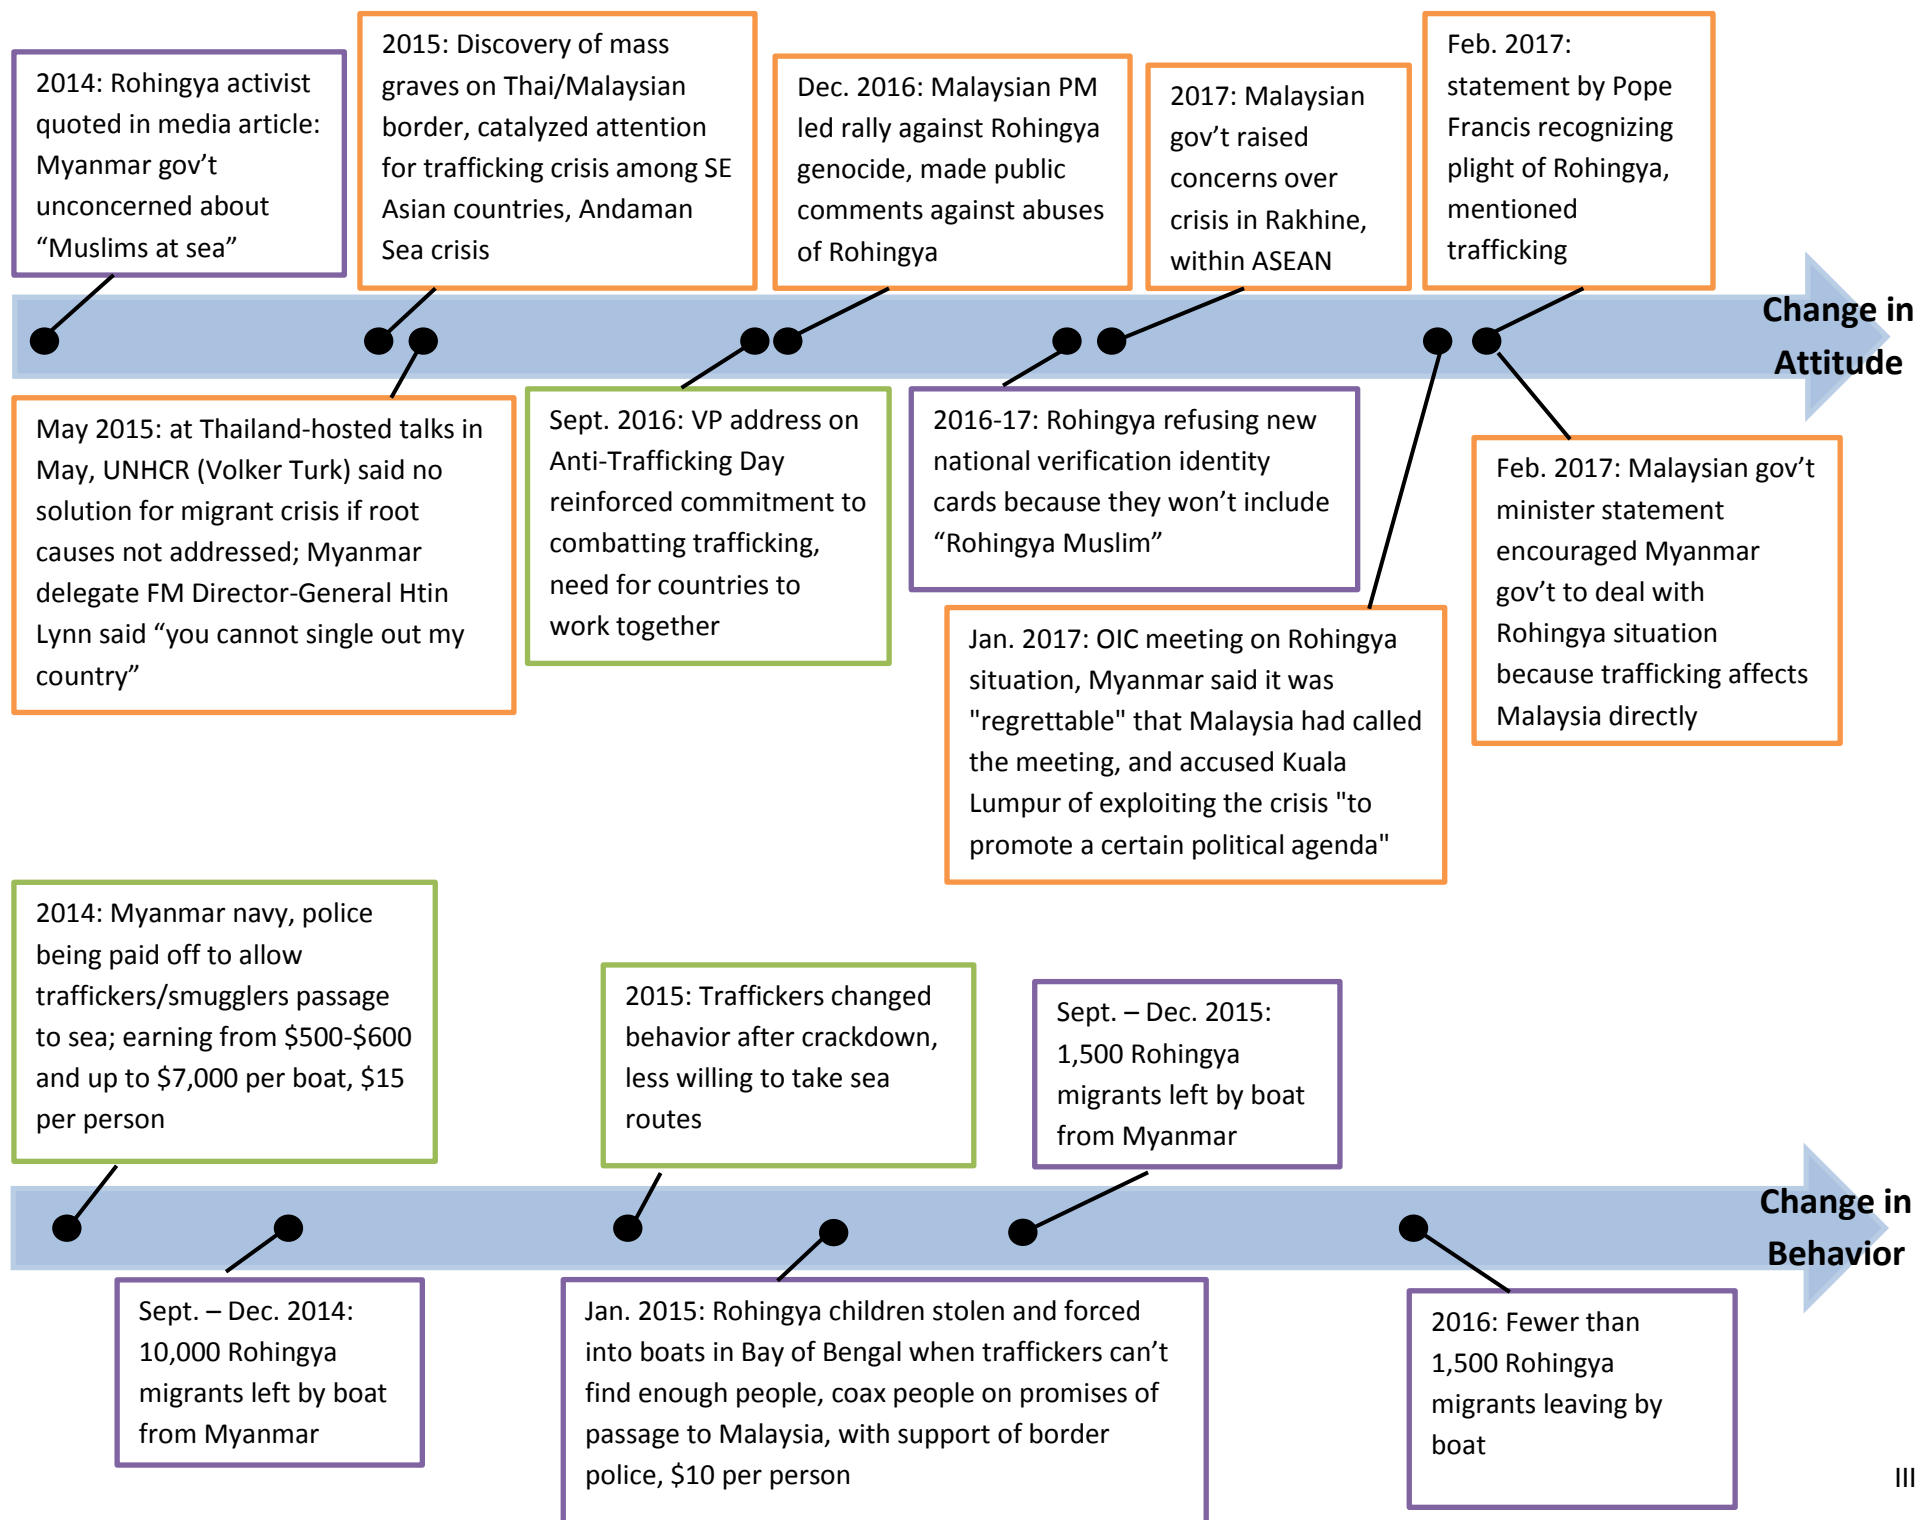 2014: Rohingya activist
quoted in media article:
Myanmar gov’t
unconcerned about
“Muslims at sea”
2015: Discovery of mass
graves on Thai/Malaysian
border, catalyzed attention
for trafficking crisis among SE
Asian countries, Andaman
Sea crisis
Dec. 2016: Malaysian PM
led rally against Rohingya
genocide, made public
comments against abuses
of Rohingya
2017: Malaysian
gov’t raised
concerns over
crisis in Rakhine,
within ASEAN
Feb. 2017:
statement by Pope
Francis recognizing
plight of Rohingya,
mentioned
trafficking
Change in
Attitude
May 2015: at Thailand-hosted talks in
May, UNHCR (Volker Turk) said no
solution for migrant crisis if root
causes not addressed; Myanmar
delegate FM Director-General Htin
Lynn said “you cannot single out my
country”
Sept. 2016: VP address on
Anti-Trafficking Day
reinforced commitment to
combatting trafficking,
need for countries to
work together
2016-17: Rohingya refusing new
national verification identity
cards because they won’t include
“Rohingya Muslim”
Jan. 2017: OIC meeting on Rohingya
situation, Myanmar said it was
"regrettable" that Malaysia had called
the meeting, and accused Kuala
Lumpur of exploiting the crisis "to
promote a certain political agenda"
Feb. 2017: Malaysian gov’t
minister statement
encouraged Myanmar
gov’t to deal with
Rohingya situation
because trafficking affects
Malaysia directly
2014: Myanmar navy, police
being paid off to allow
traffickers/smugglers passage
to sea; earning from $500-$600
and up to $7,000 per boat, $15
per person
2015: Traffickers changed
behavior after crackdown,
less willing to take sea
routes
Sept. – Dec. 2015:
1,500 Rohingya
migrants left by boat
from Myanmar
Change in
Behavior
Sept. – Dec. 2014:
10,000 Rohingya
migrants left by boat
from Myanmar
Jan. 2015: Rohingya children stolen and forced
into boats in Bay of Bengal when traffickers can’t
find enough people, coax people on promises of
passage to Malaysia, with support of border
police, $10 per person
2016: Fewer than
1,500 Rohingya
migrants leaving by
boat
III